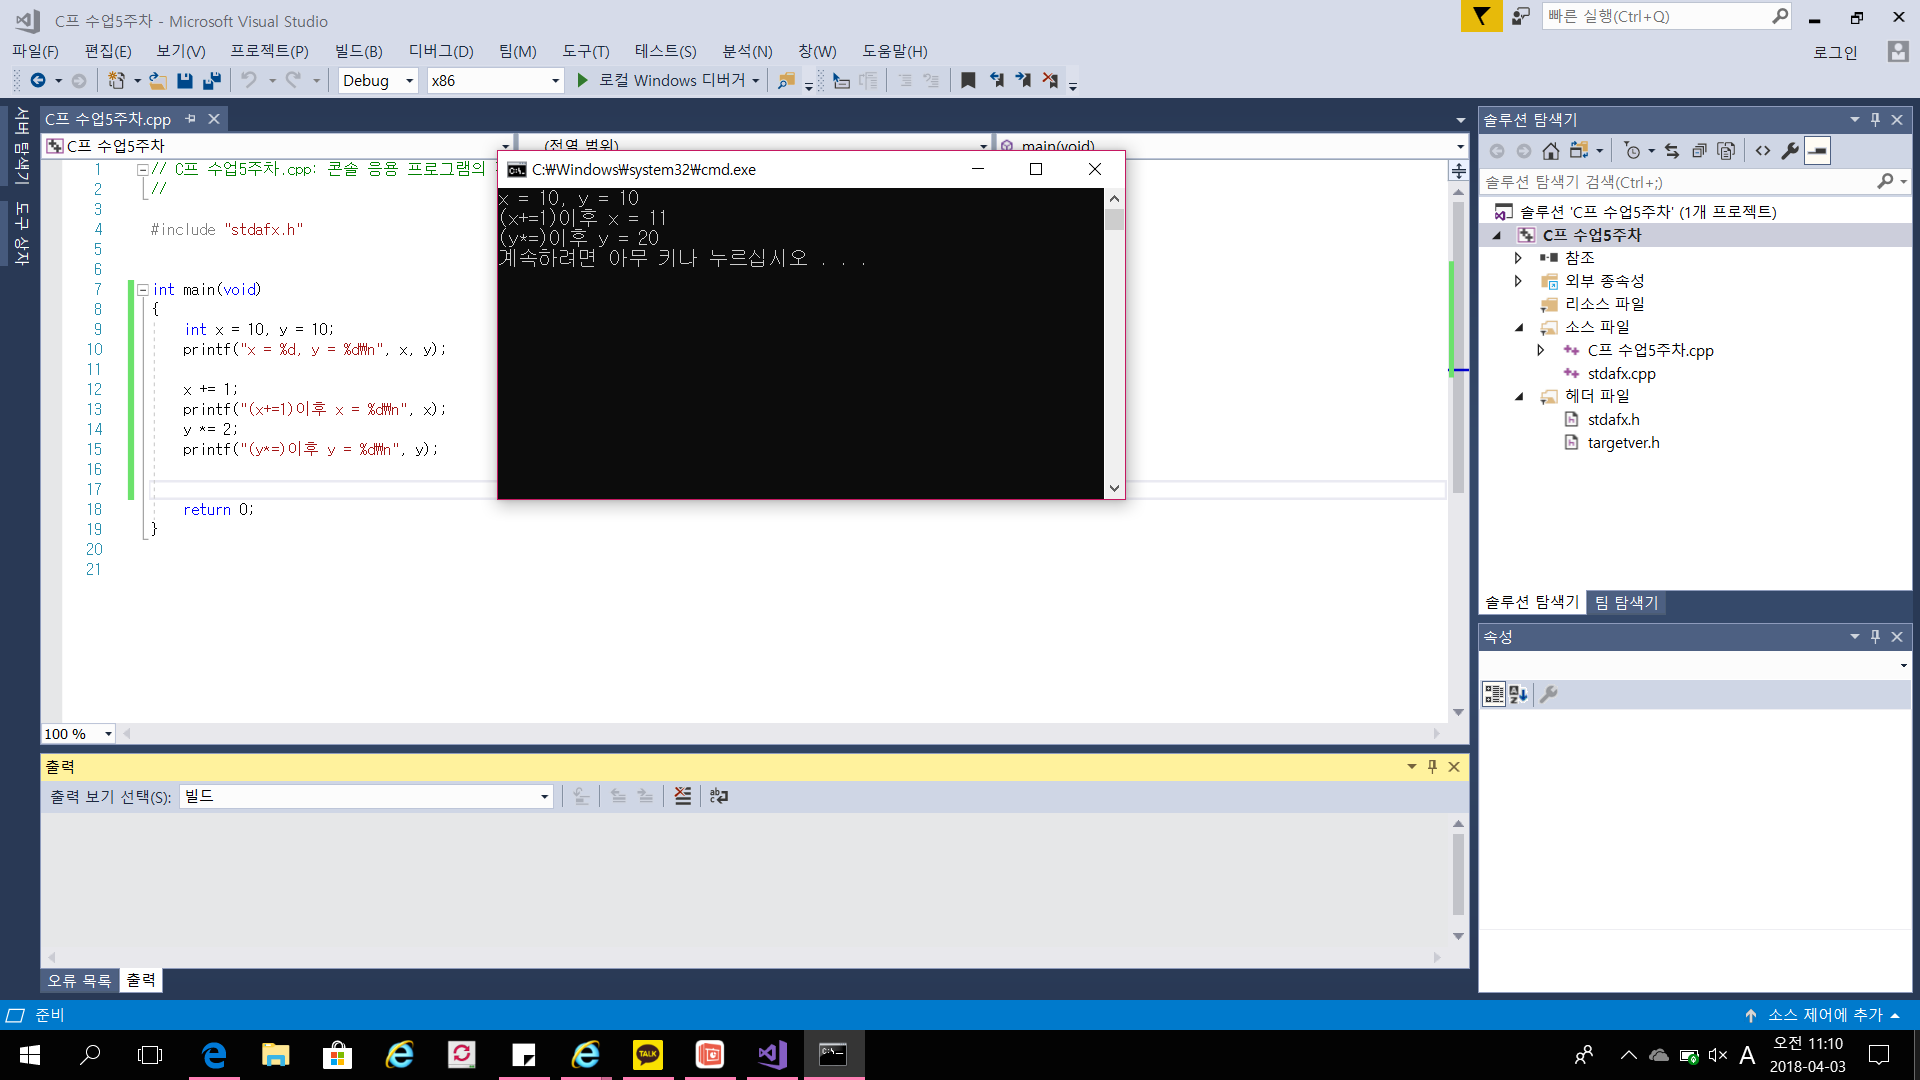 C프 수업5주차 - Microsoft Visual Studio
빠른 실행(Ctrl+Q)
파일(F) 편집(E) 보기(V) 프로젝트(P) 빌드(B) 디버그(D) 팀(M) 도구(T) 테스트(S) 분석(N) 창(W) 도움말(H)
로그인
Debug x86 로컬 Windows 디버거
서버 탐색기
도구 상자
C프 수업5주차.cpp
C프 수업5주차 (전역 범위) main(void)
1 // C프 수업5주차.cpp: 콘솔 응용 프로그램의
2 //
3
4 #include "stdafx.h"
5
6
7 int main(void)
8 {
9 int x = 10, y = 10;
10 printf("x = %d, y = %d₩n", x, y);
11
12 x += 1;
13 printf("(x+=1)이후 x = %d₩n", x);
14 y *= 2;
15 printf("(y*=)이후 y = %d₩n", y);
16
17
18 return 0;
19 }
20
21
C:₩Windows₩system32₩cmd.exe
x = 10, y = 10
(x+=1)이후 x = 11
(y*=)이후 y = 20
계속하려면 아무 키나 누르십시오 . . .
100 %
출력
출력 보기 선택(S): 빌드
오류 목록 출력
솔루션 탐색기
솔루션 탐색기 검색(Ctrl+;)
솔루션 'C프 수업5주차' (1개 프로젝트)
C프 수업5주차
참조
외부 종속성
리소스 파일
소스 파일
C프 수업5주차.cpp
stdafx.cpp
헤더 파일
stdafx.h
targetver.h
솔루션 탐색기 팀 탐색기
속성
준비
소스 제어에 추가
TALK
A
오전 11:10
2018-04-03